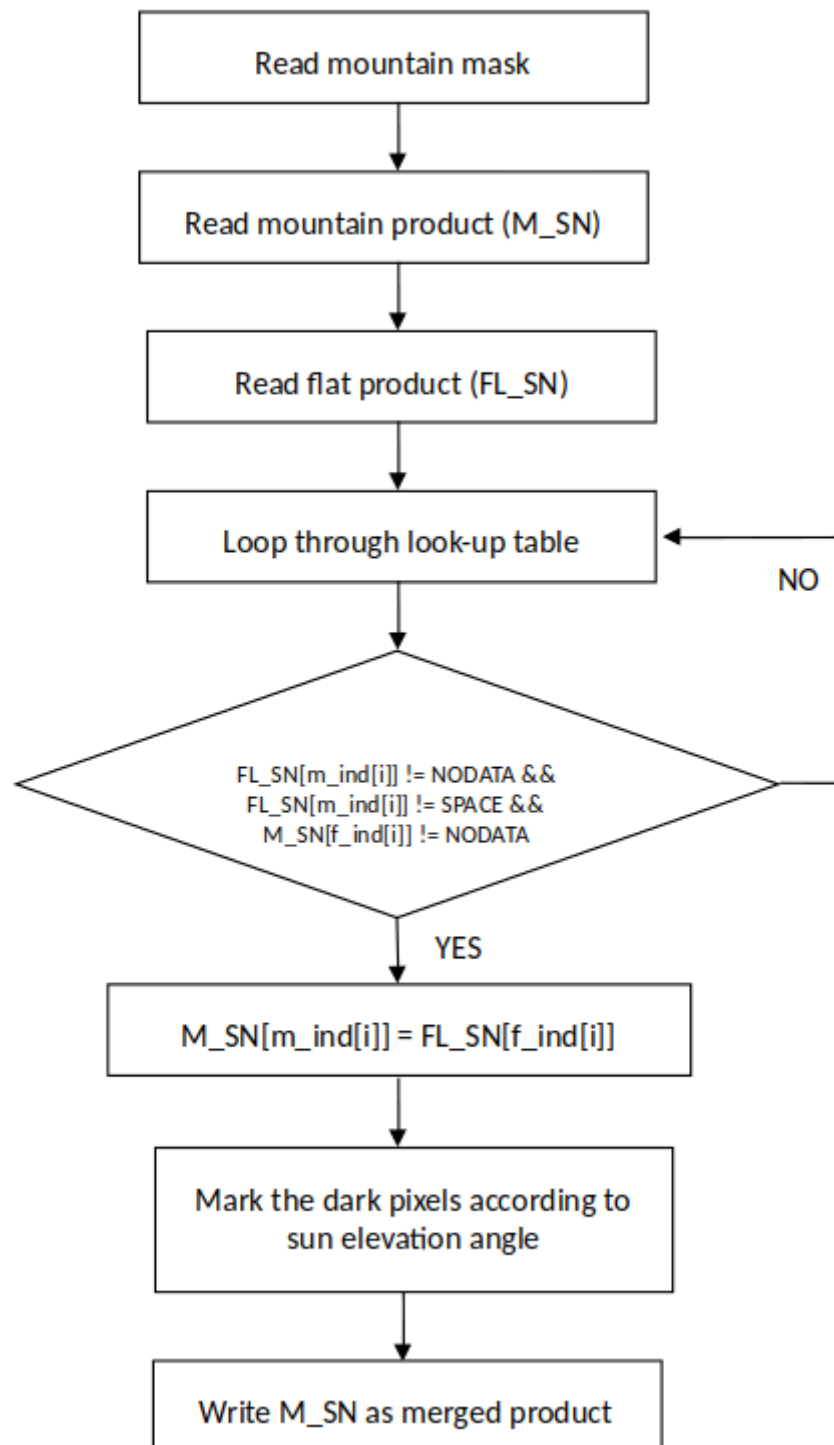 Read mountain mask
Read mountain product (M_SN)
Read flat product (FL_SN)
Loop through look-up table
NO
FL_SN[m_ind[i]] != NODATA &&
FL_SN[m_ind[i]] != SPACE &&
M_SN[f_ind[i]] != NODATA
YES
M_SN[m_ind[i]] = FL_SN[f_ind[i]]
Mark the dark pixels according to
sun elevation angle
Write M_SN as merged product